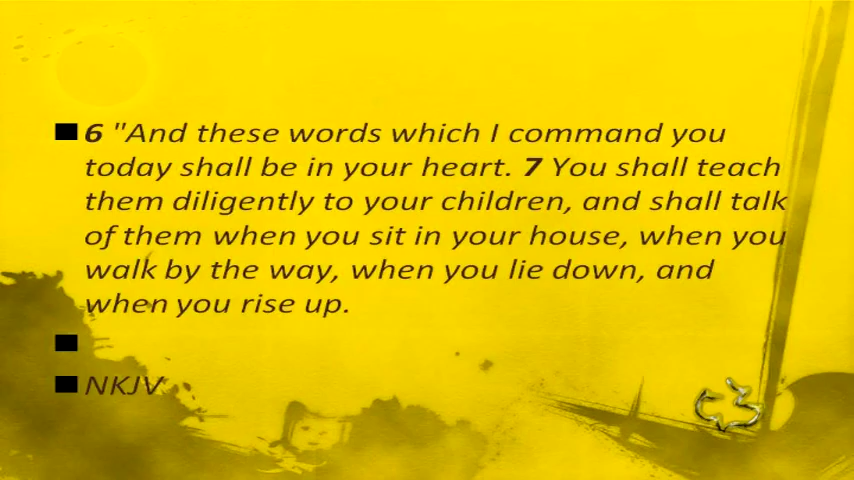 6 "And these words which I command you
today shall be in your heart. 7 You shall teach
them diligently to your children, and shall talk
of them when you sit in your house, when you
walk by the way, when you lie down, and
when you rise up.
NKJV